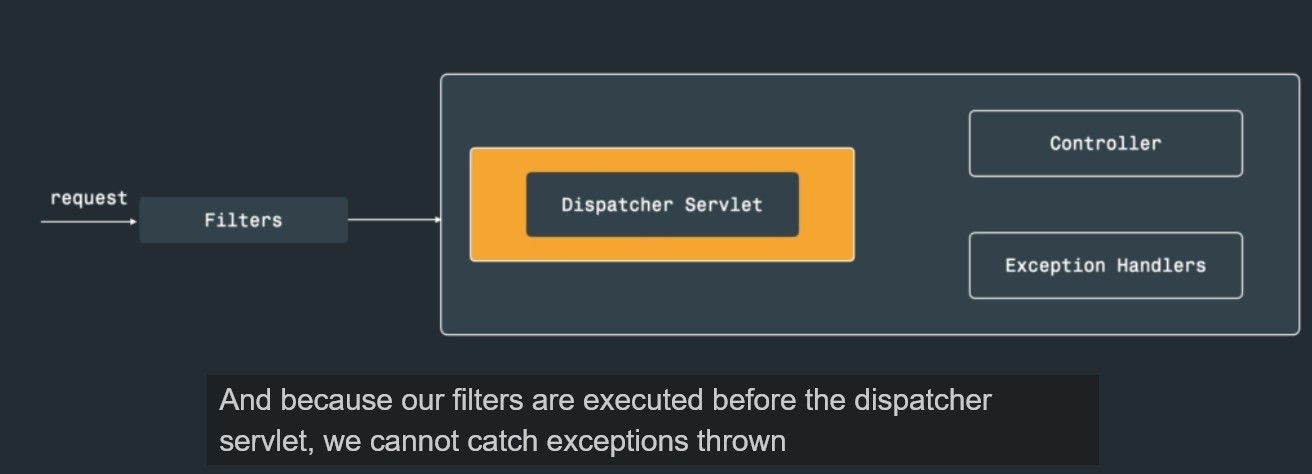 request
Filters
Dispatcher Servlet
Controller
Exception Handlers
And because our filters are executed before the dispatcher
servlet, we cannot catch exceptions thrown